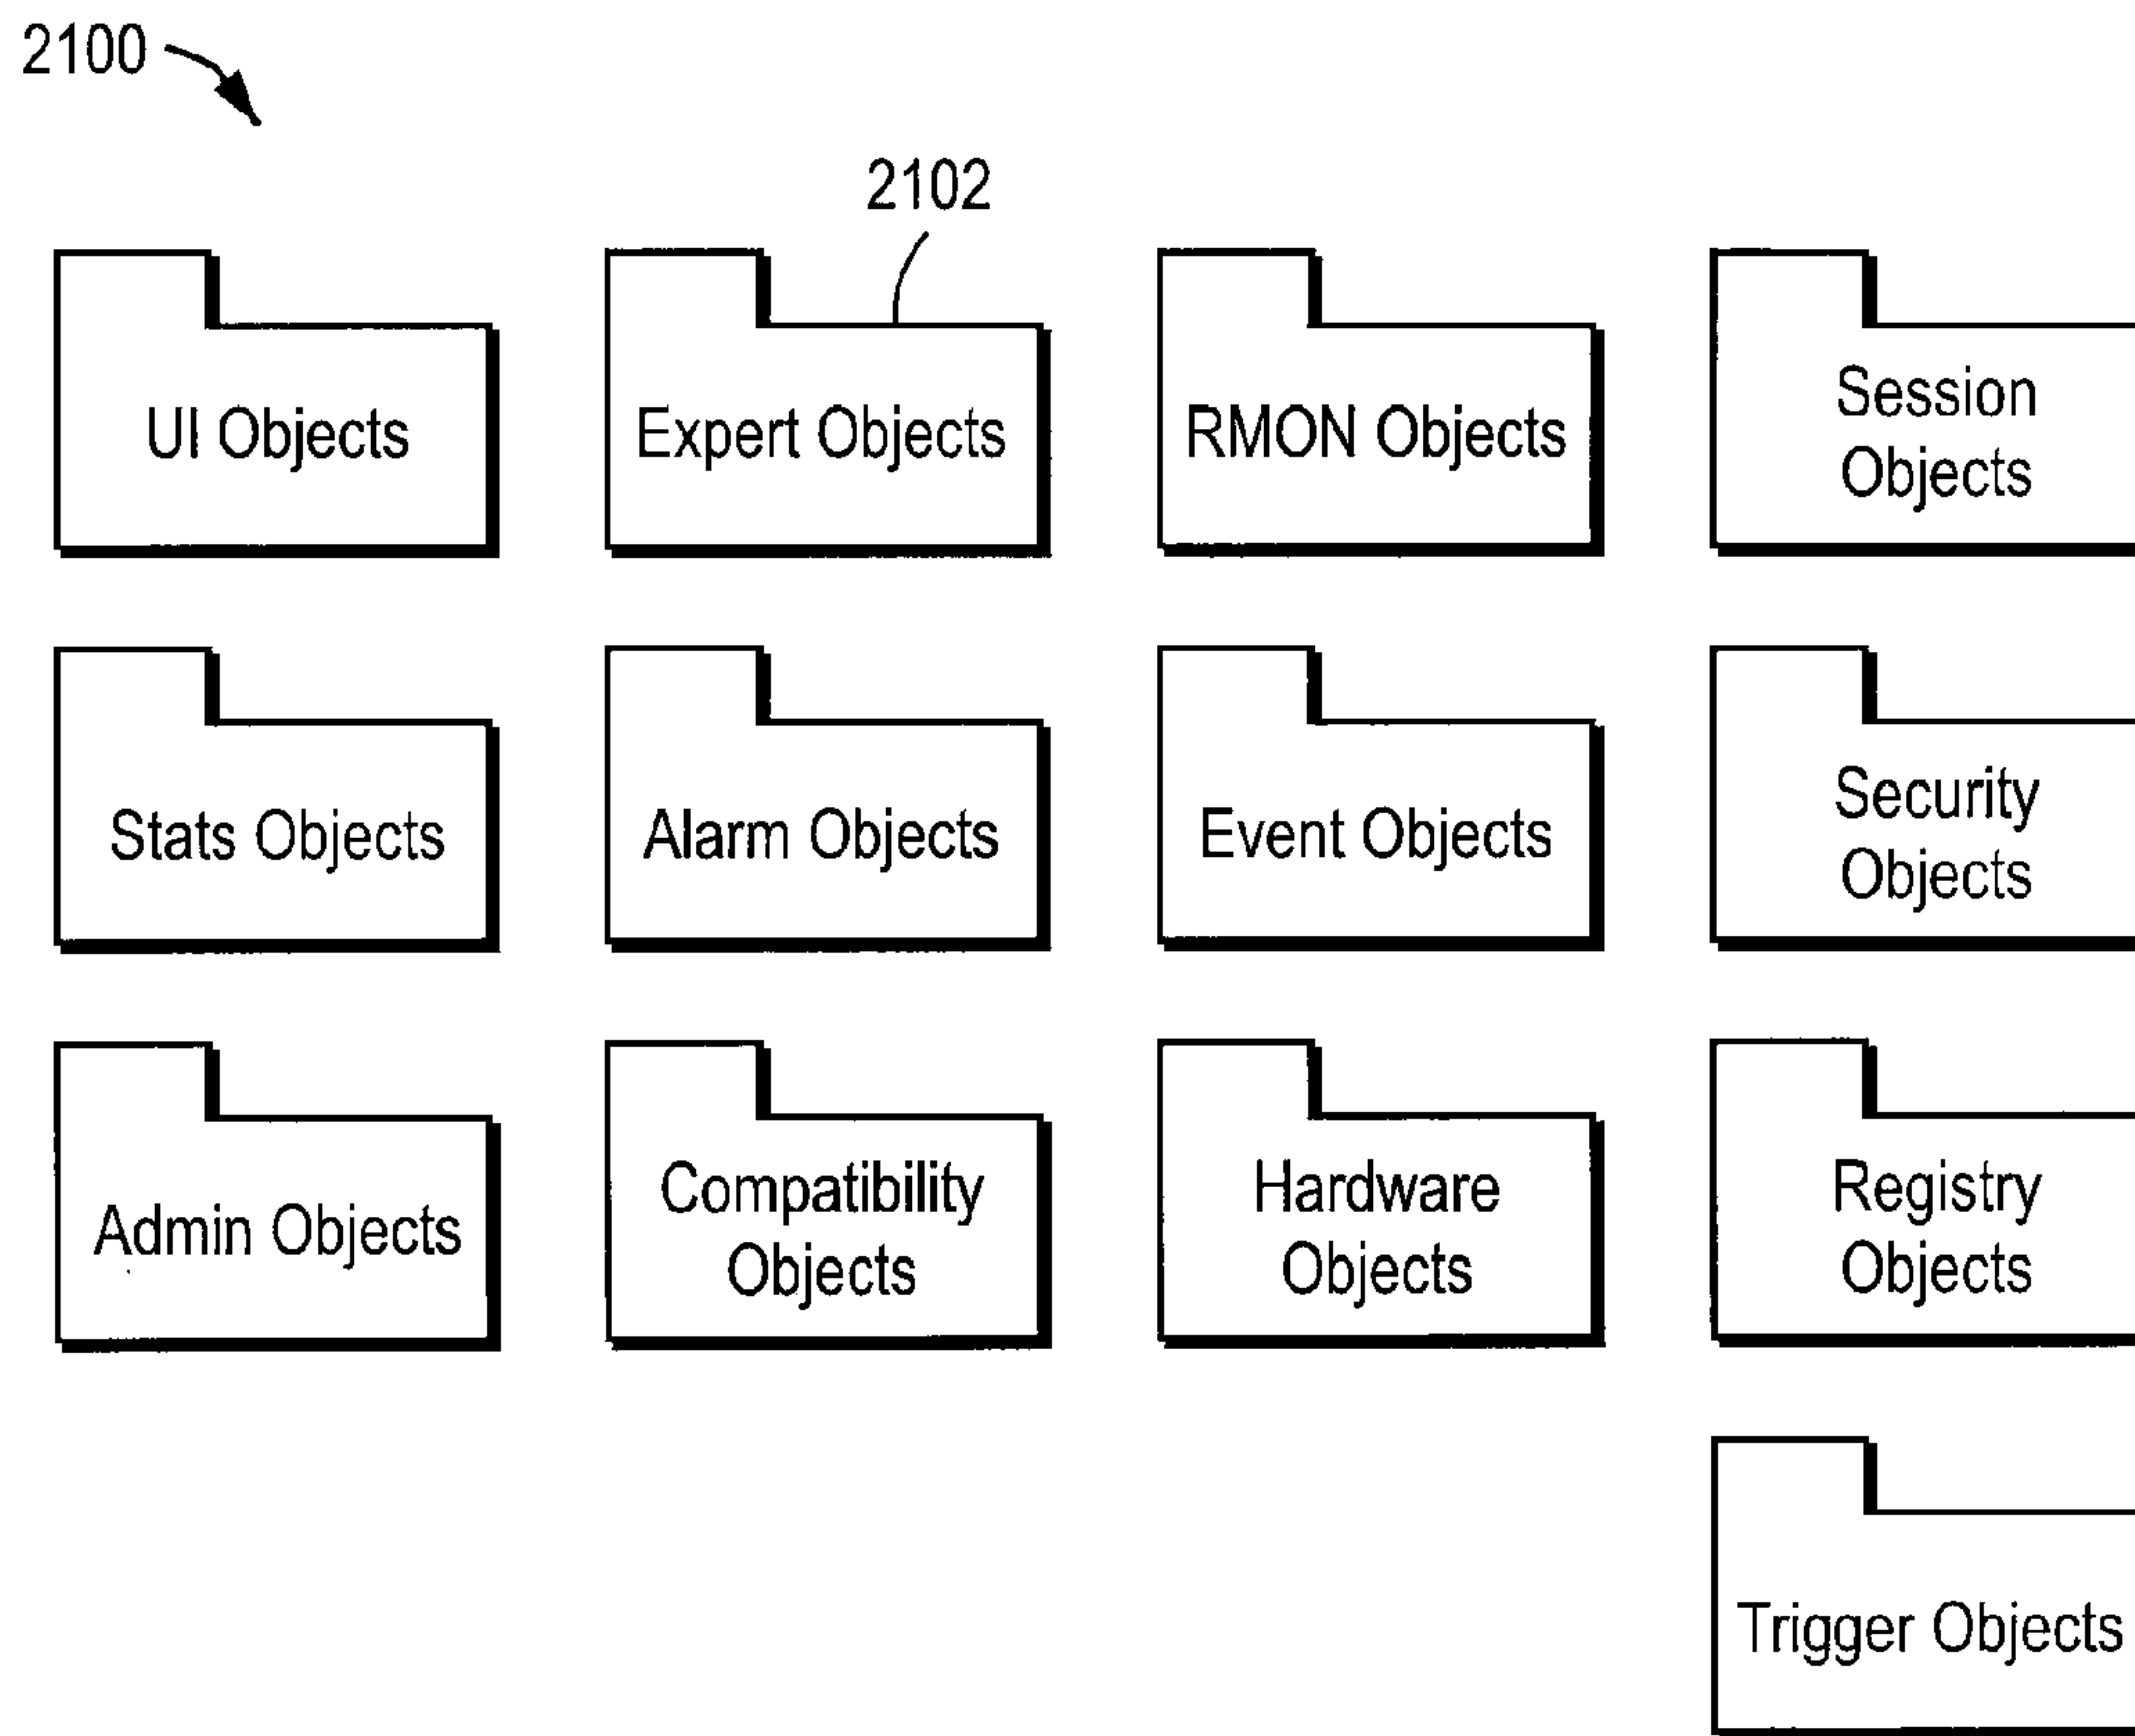 2100
2102
UI Objects
Expert Objects
RMON Objects
Session
Objects
Stats Objects
Alarm Objects
Event Objects
Security
Objects
Admin Objects
Compatibility
Objects
Hardware
Objects
Registry
Objects
Trigger Objects